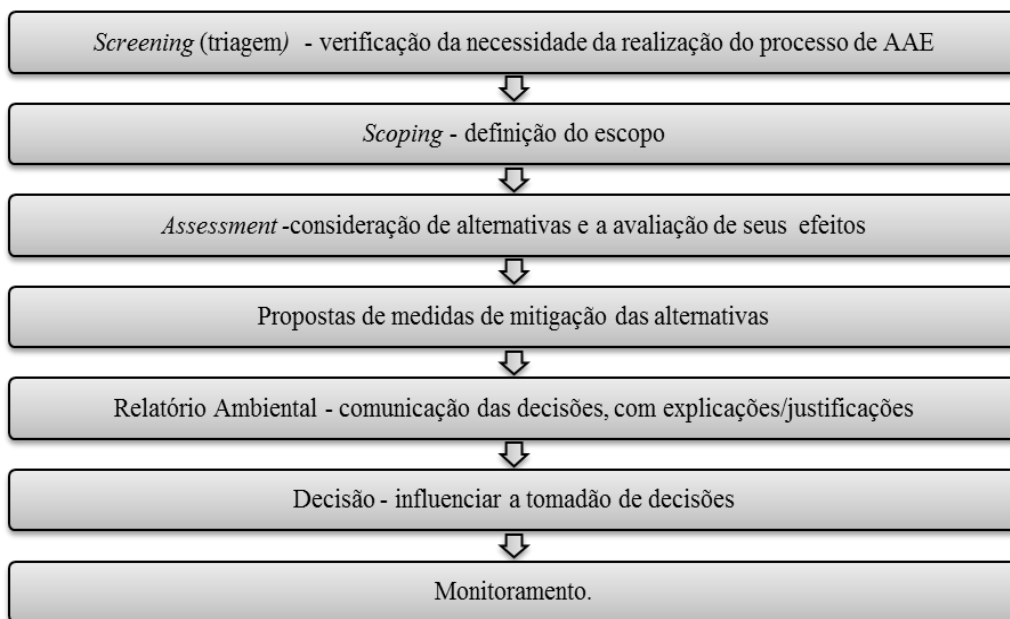 Screening (triagem) - verificação da necessidade da realização do processo de AAE
Scoping - definição do escopo
Assessment -consideração de alternativas e a avaliação de seus efeitos
Propostas de medidas de mitigação das alternativas
Relatório Ambiental - comunicação das decisões, com explicações/justificações
Decisão - influenciar a tomadão de decisões
Monitoramento.